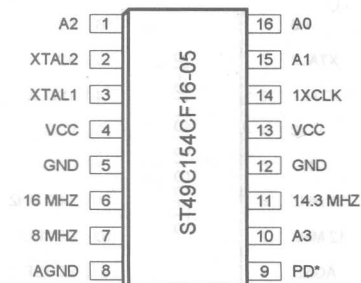 A2 1 16 A0
XTAL2 2 15 A1
XTAL1 3 14 1XCLK
VCC 4 13 VCC
GND 5 12 GND
16 MHZ 6 11 14.3 MHZ
8 MHZ 7 10 A3
AGND 8 9 PD*
ST49C154CF16-05